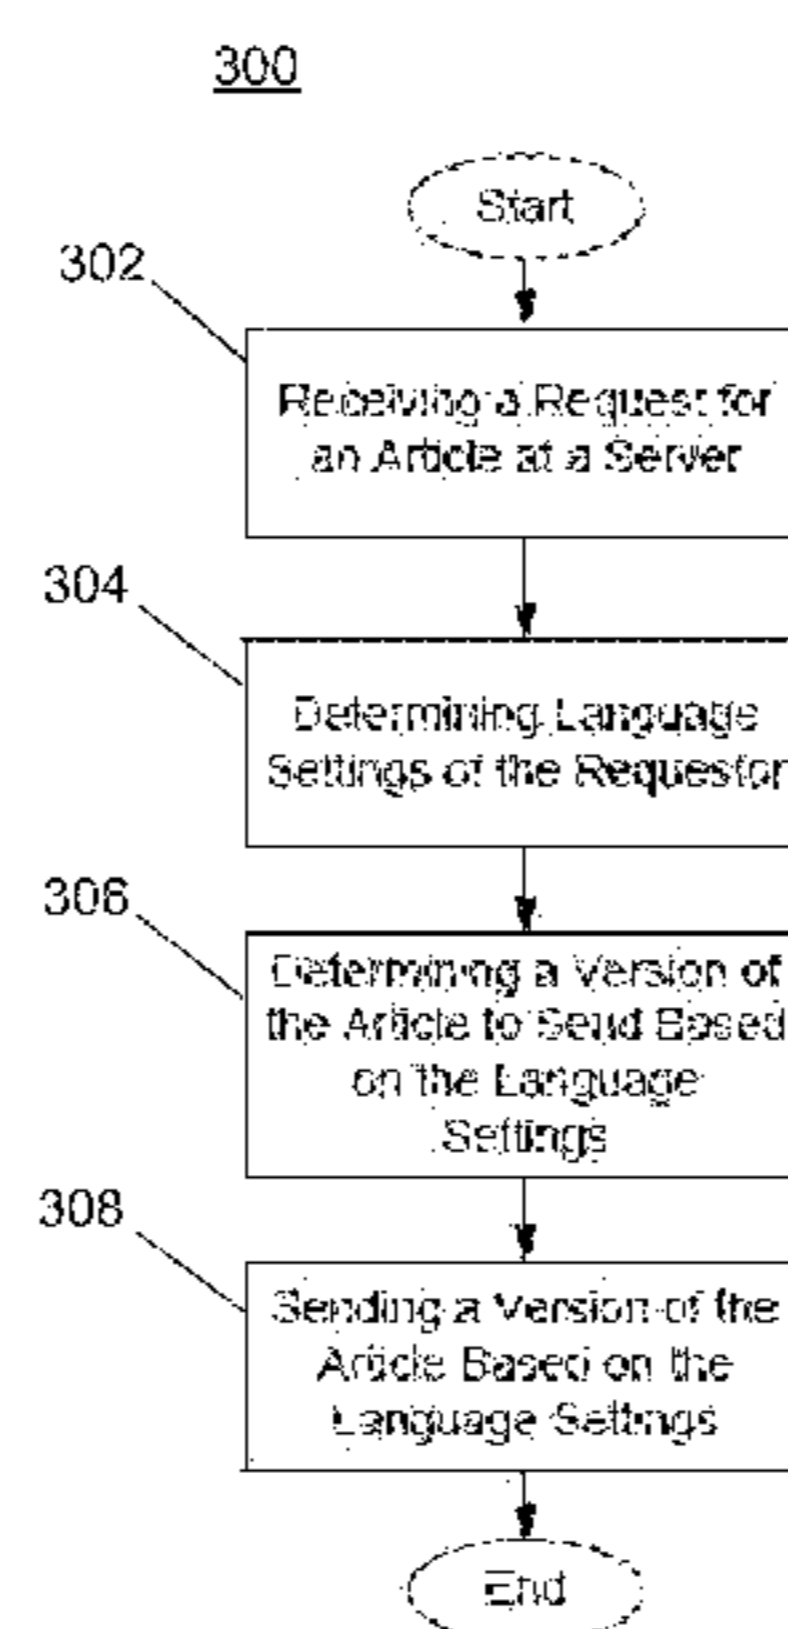 300
Start
302
Receiving a Request for
an Article at a Server
304
Determining Language
Settings of the Requestor
306
Determining a Version of
the Article to Send Based
on the Language
Settings
308
Sending a Version of the
Article Based on the
Language Settings
End